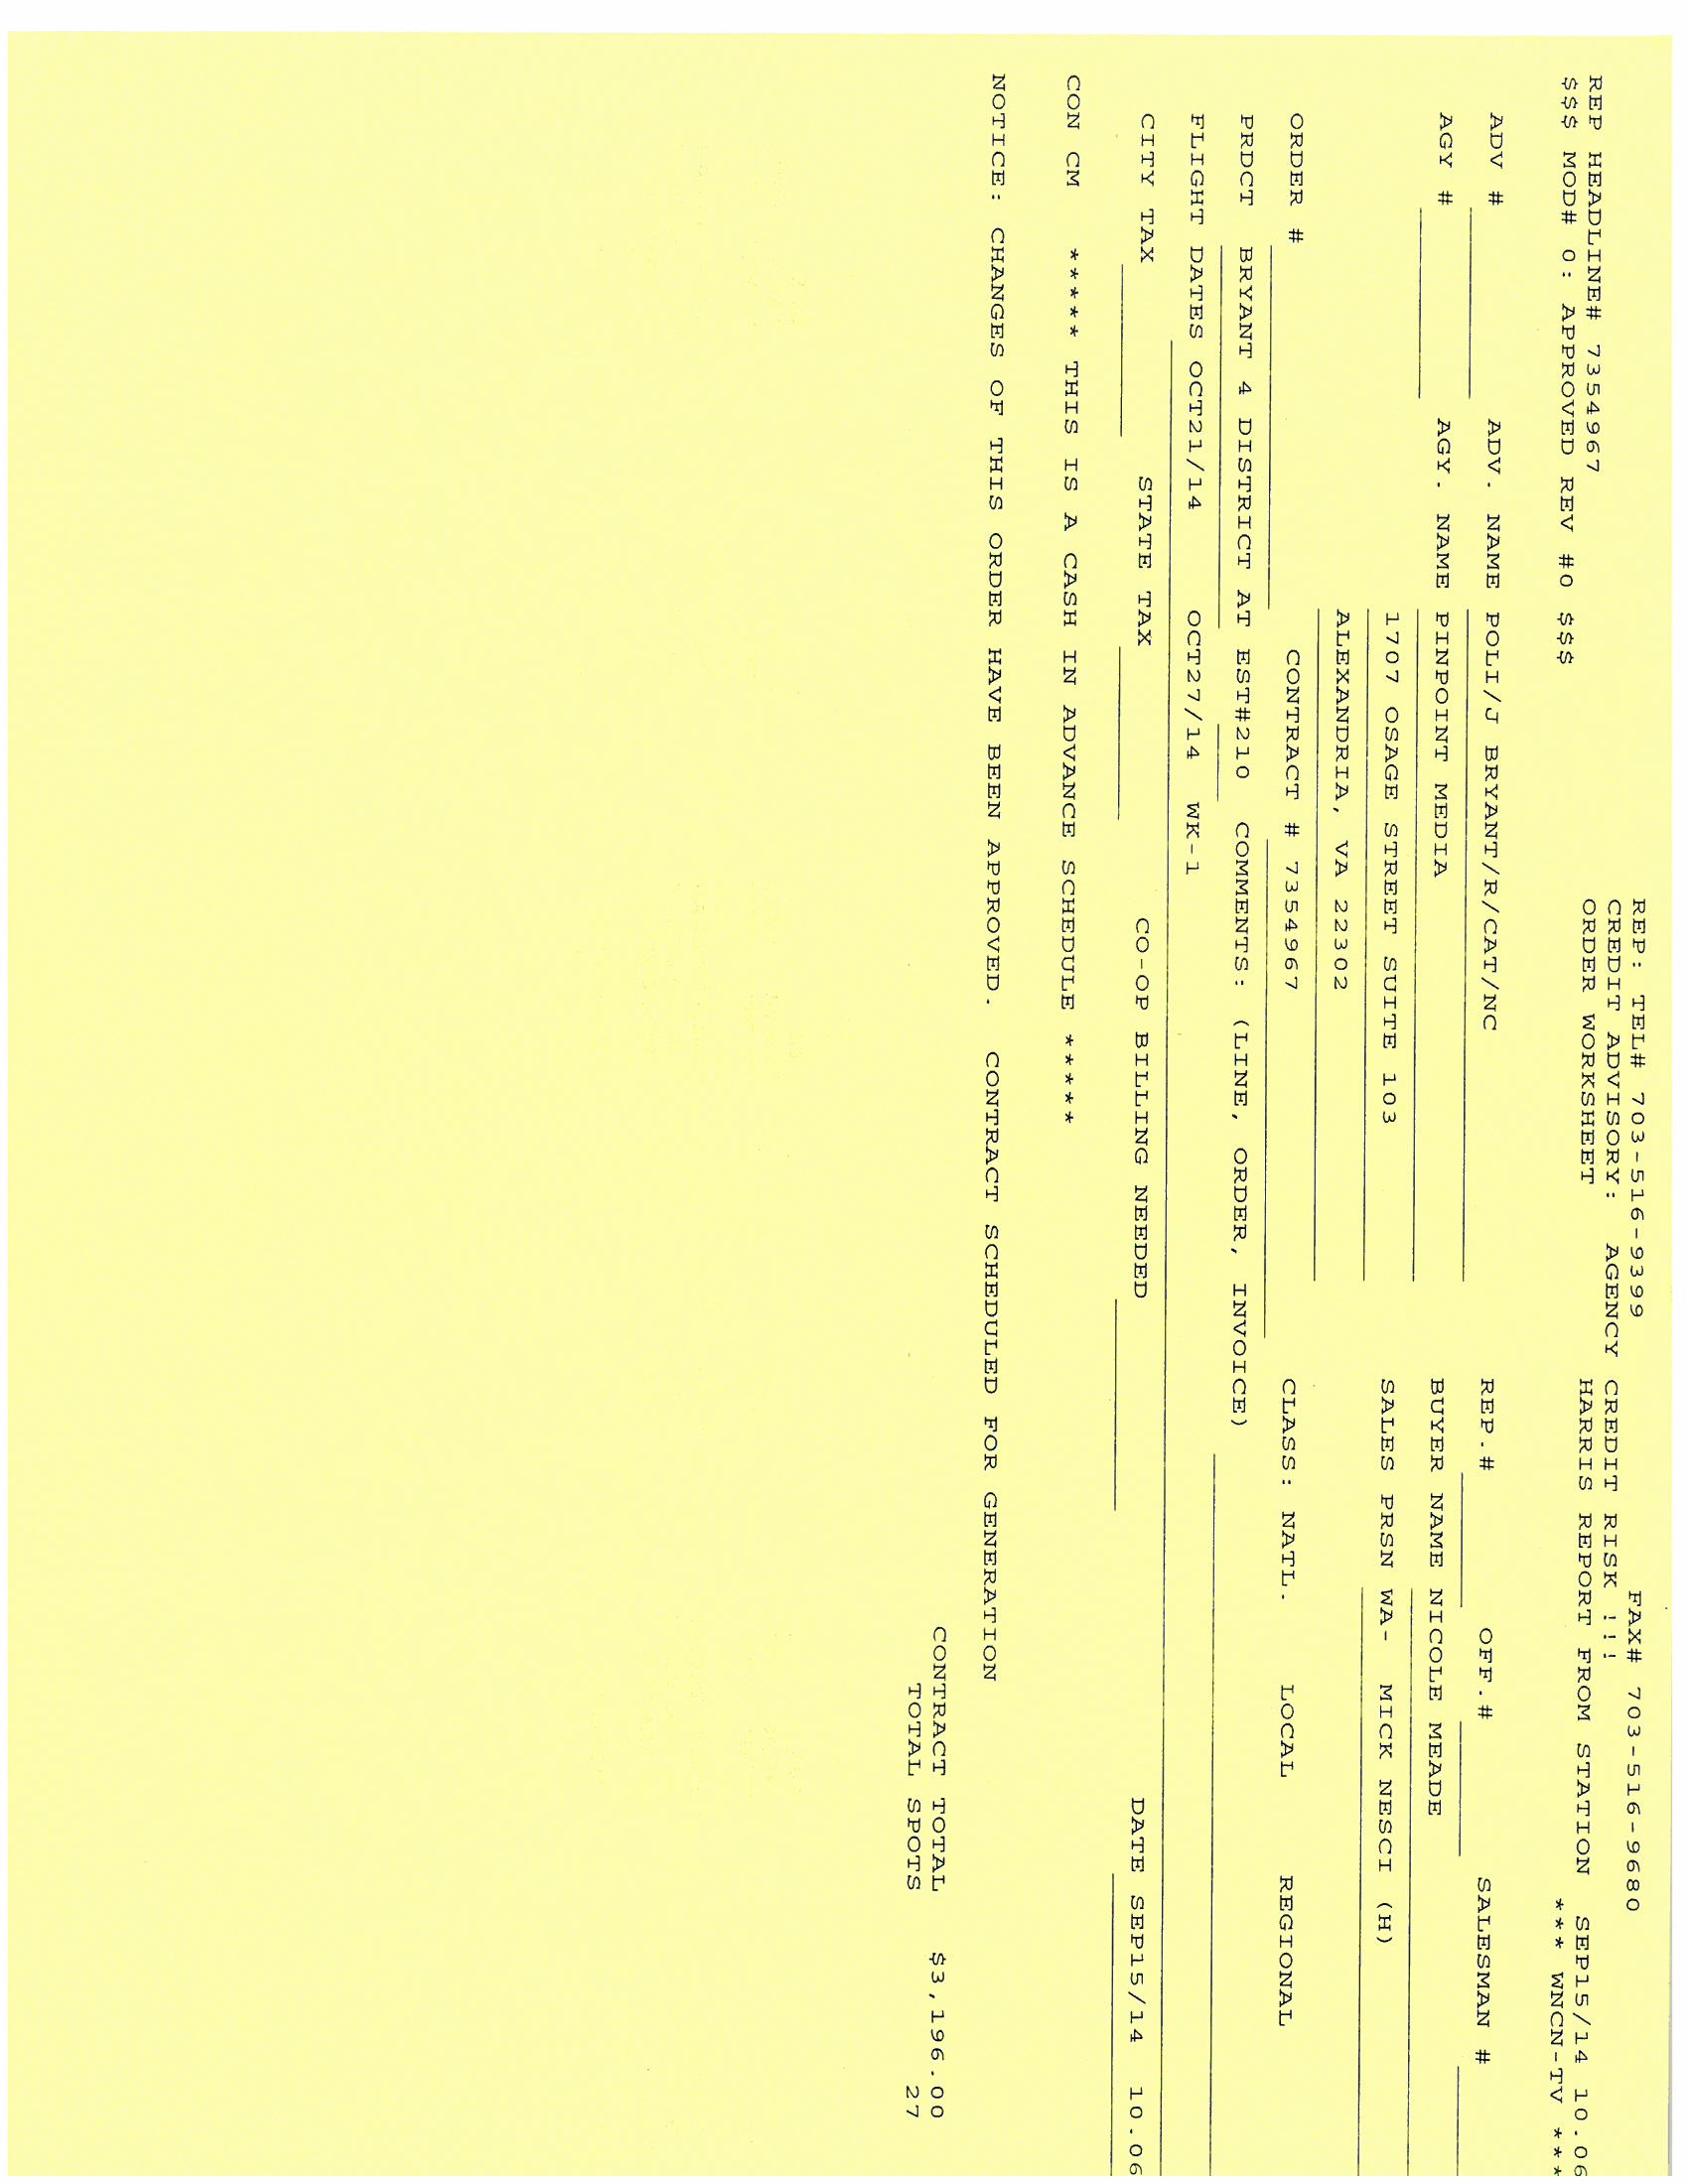 REP: TEL# 703-516-9399 FAX# 703-516-9680
CREDIT ADVISORY: AGENCY CREDIT RISK !!!
ORDER WORKSHEET HARRIS REPORT FROM STATION SEP15/14 10.06
REP HEADLINE# 7354967 *** WNCN-TV ***
$$$ MOD# 0: APPROVED REV #0 $$$
ADV # ADV. NAME POLI/J BRYANT/R/CAT/NC REP.# OFF.# SALESMAN #
AGY # AGY. NAME PINPOINT MEDIA BUYER NAME NICOLE MEADE
1707 OSAGE STREET SUITE 103 SALES PRSN WA- MICK NESCI (H)
ALEXANDRIA, VA 22302
ORDER # CONTRACT # 7354967 CLASS: NATL. LOCAL REGIONAL
PRDCT BRYANT 4 DISTRICT AT EST#210 COMMENTS: (LINE, ORDER, INVOICE)
FLIGHT DATES OCT21/14 OCT27/14 WK-1
CITY TAX STATE TAX CO-OP BILLING NEEDED DATE SEP15/14 10.06
CON CM ***** THIS IS A CASH IN ADVANCE SCHEDULE *****
NOTICE: CHANGES OF THIS ORDER HAVE BEEN APPROVED. CONTRACT SCHEDULED FOR GENERATION
CONTRACT TOTAL $3,196.00
TOTAL SPOTS 27